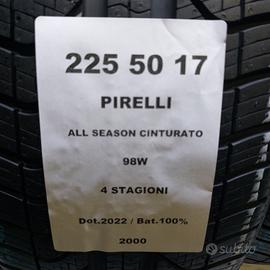 225 50 17
PIRELLI
ALL SEASON CINTURATO
98W
4 STAGIONI
Dot.2022 / Bat.100%
2000
subito